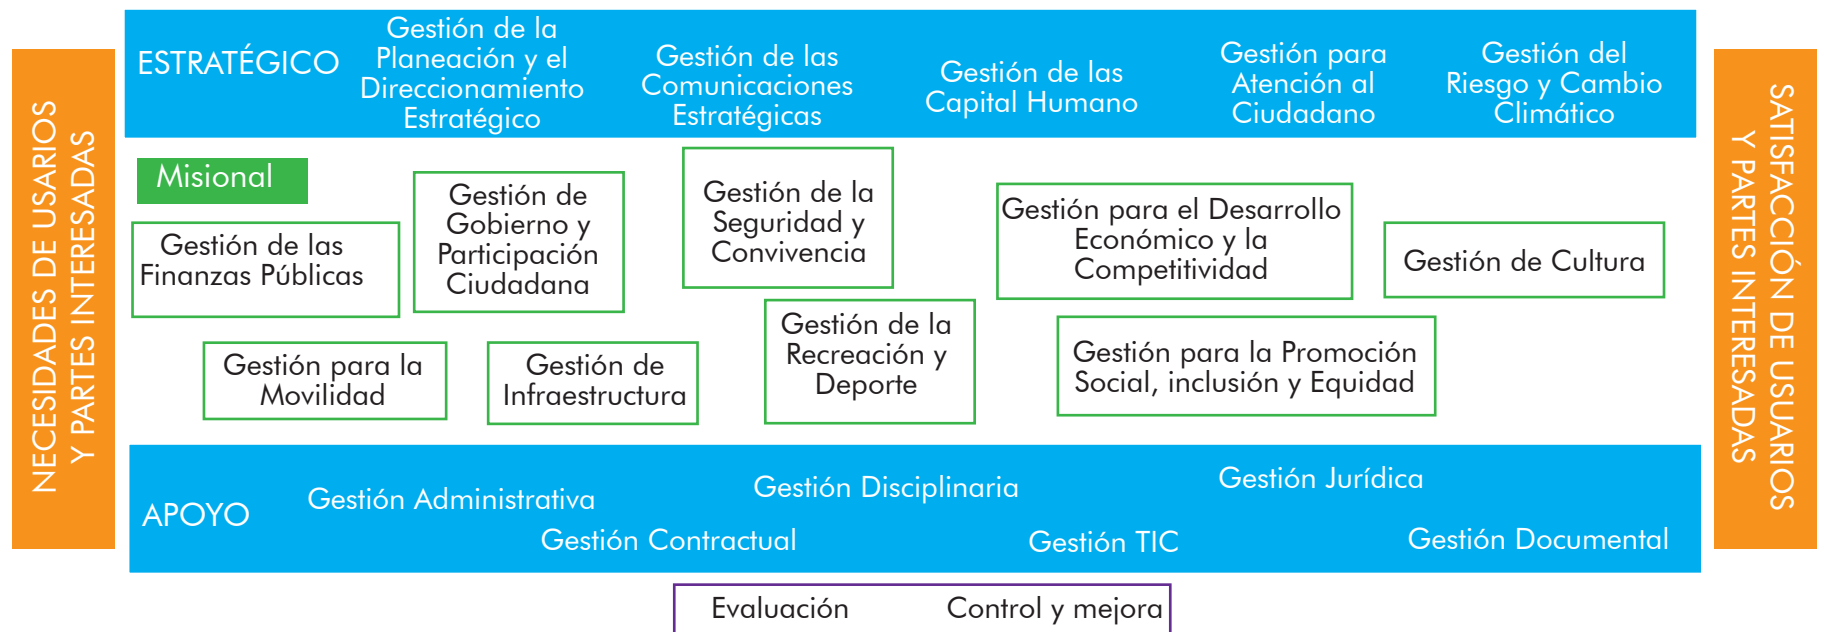 NECESIDADES DE USARIOS
Y PARTES INTERESADAS
ESTRATÉGICO
Gestión de la
Planeación y el
Direccionamiento
Estratégico
Gestión de las
Comunicaciones
Estratégicas
Gestión de las
Capital Humano
Gestión para
Atención al
Ciudadano
Gestión del
Riesgo y Cambio
Climático
Misional
Gestión de las
Finanzas Públicas
Gestión de
Gobierno y
Participación
Ciudadana
Gestión de la
Seguridad y
Convivencia
Gestión para el Desarrollo
Económico y la
Competitividad
Gestión de Cultura
Gestión para la
Movilidad
Gestión de
Infraestructura
Gestión de la
Recreación y
Deporte
Gestión para la Promoción
Social, inclusión y Equidad
APOYO
Gestión Administrativa
Gestión Contractual
Gestión Disciplinaria
Gestión TIC
Gestión Jurídica
Gestión Documental
Evaluación
Control y mejora
SATISFACCIÓN DE USUARIOS
Y PARTES INTERESADAS